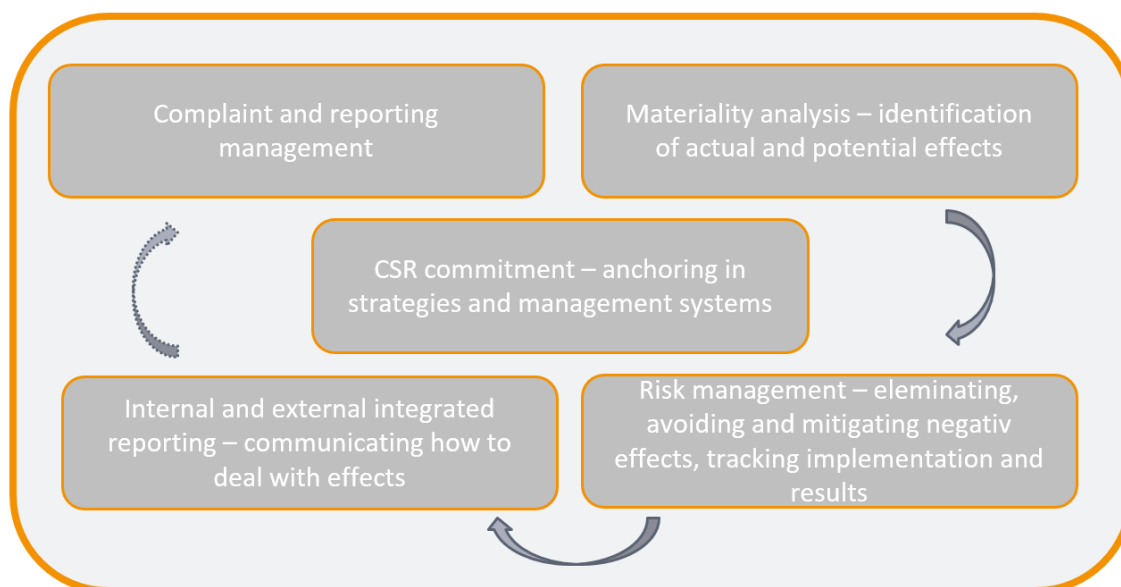 Complaint and reporting
management
Materiality analysis – identification
of actual and potential effects
CSR commitment – anchoring in
strategies and management systems
Internal and external integrated
reporting – communicating how to
deal with effects
Risk management – eleminating,
avoiding and mitigating negativ
effects, tracking implementation and
results